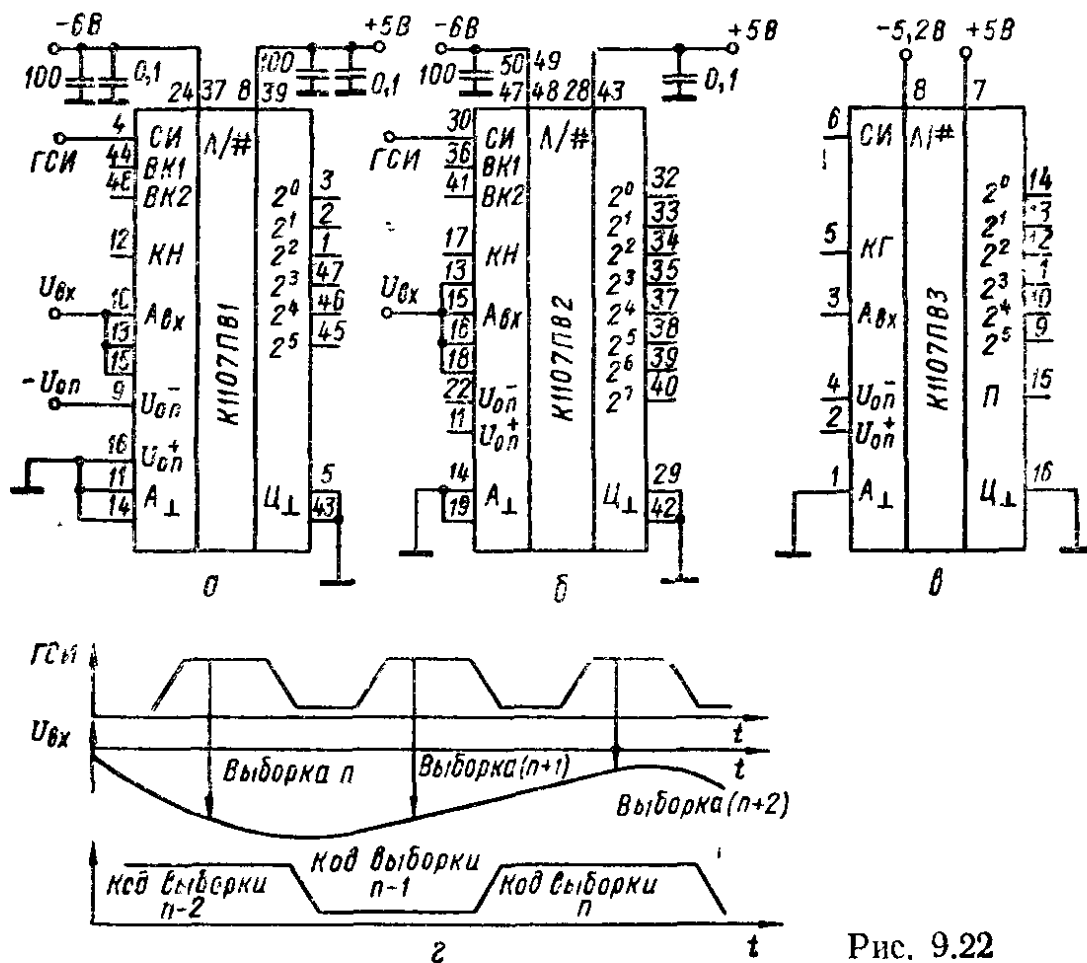 -6В
+5В
100
0,1
100
0,1
24 37 8 39
4
ГСИ
44
ВК1
ВК2
СИ
Λ/#
12
КН
Uвх
10
13
15
Aвх
-Uоп
9
Uоп⁻
16
Uоп⁺
11
14
A⊥
К1107ПВ1
2⁰ 3
2¹ 2
2² 1
2³ 47
2⁴ 46
2⁵ 45
Ц⊥
5
43
а
-6В
+5В
100
0,1
50 49
47 48 28 43
30
ГСИ
СИ
Λ/#
36
ВК1
41
ВК2
17
КН
13
Uвх
15
Aвх
16
18
22
Uоп⁻
11
Uоп⁺
14
19
A⊥
К1107ПВ2
2⁰ 32
2¹ 33
2² 34
2³ 35
2⁴ 37
2⁵ 38
2⁶ 39
2⁷ 40
Ц⊥
29
42
б
-5,2В +5В
8 7
6
СИ
Λ/#
5
КГ
3
Aвх
4
Uоп⁻
2
Uоп⁺
1
A⊥
К1107ПВ3
2⁰ 14
2¹
2²
2³
2⁴ 10
2⁵ 9
П 15
Ц⊥ 16
в
ГСИ
t
Uвх
t
Выборка n
Выборка (n+1)
Выборка (n+2)
Код выборки
n-2
Код выборки
n-1
Код выборки
n
t
г
Рис. 9.22